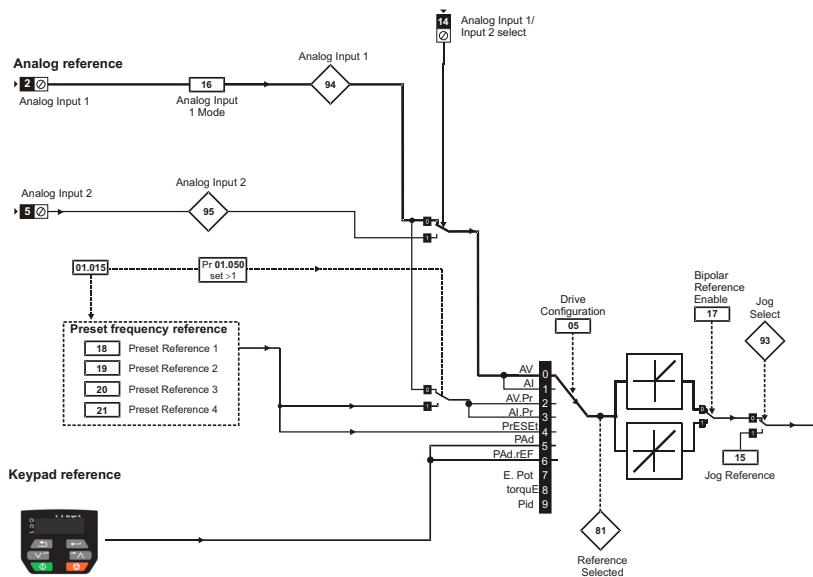 14
Analog Input 1/
Input 2 select
Analog reference
2
Analog Input 1
16
Analog Input
1 Mode
Analog Input 1
94
Analog Input 2
5
Analog Input 2
95
0
1
01.015
Pr 01.050
set >1
Preset frequency reference
18 Preset Reference 1
19 Preset Reference 2
20 Preset Reference 3
21 Preset Reference 4
0
1
Drive
Configuration
05
AV 0
AI 1
AV.Pr 2
AI.Pr 3
PrESEt 4
PAd 5
PAd.rEF 6
E. Pot 7
torquE 8
Pid 9
81
Reference
Selected
Bipolar
Reference
Enable
17
0
1
Jog
Select
93
0
1
15
Jog Reference
Keypad reference